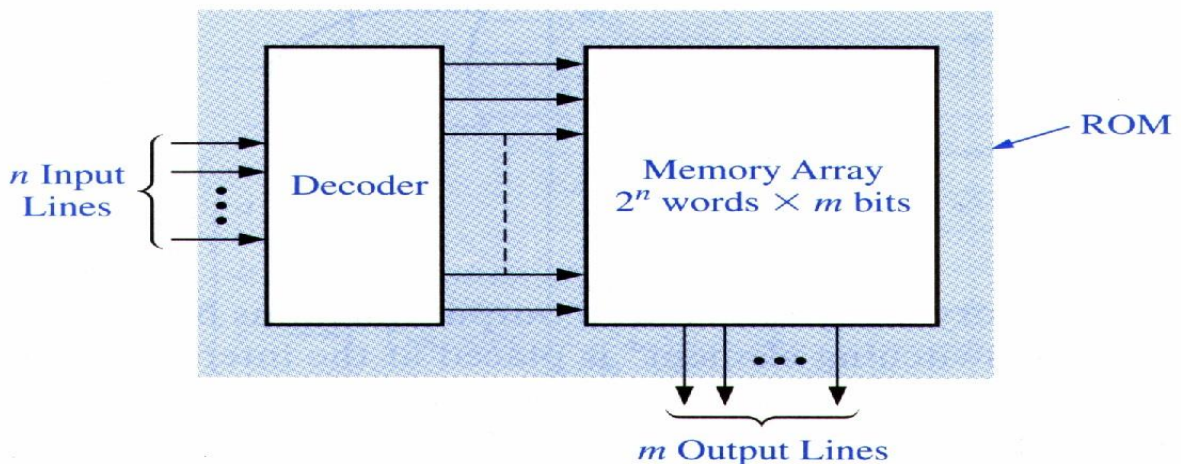 n Input
Lines
Decoder
Memory Array
2ⁿ words × m bits
ROM
m Output Lines